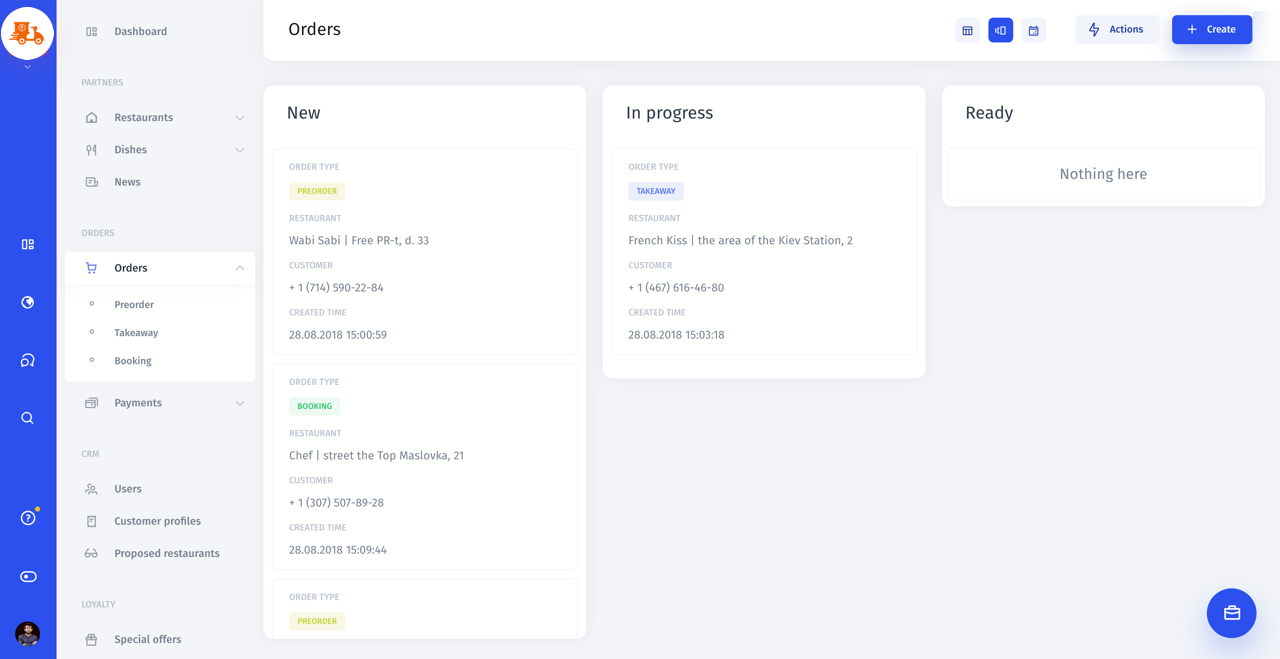 Dashboard
PARTNERS
Restaurants
Dishes
News
ORDERS
Orders
Preorder
Takeaway
Booking
Payments
CRM
Users
Customer profiles
Proposed restaurants
LOYALTY
Special offers
Orders
Actions
Create
New
ORDER TYPE
PREORDER
RESTAURANT
Wabi Sabi | Free PR-t, d. 33
CUSTOMER
+ 1 (714) 590-22-84
CREATED TIME
28.08.2018 15:00:59
ORDER TYPE
BOOKING
RESTAURANT
Chef | street the Top Maslovka, 21
CUSTOMER
+ 1 (307) 507-89-28
CREATED TIME
28.08.2018 15:09:44
ORDER TYPE
PREORDER
In progress
ORDER TYPE
TAKEAWAY
RESTAURANT
French Kiss | the area of the Kiev Station, 2
CUSTOMER
+ 1 (467) 616-46-80
CREATED TIME
28.08.2018 15:03:18
Ready
Nothing here